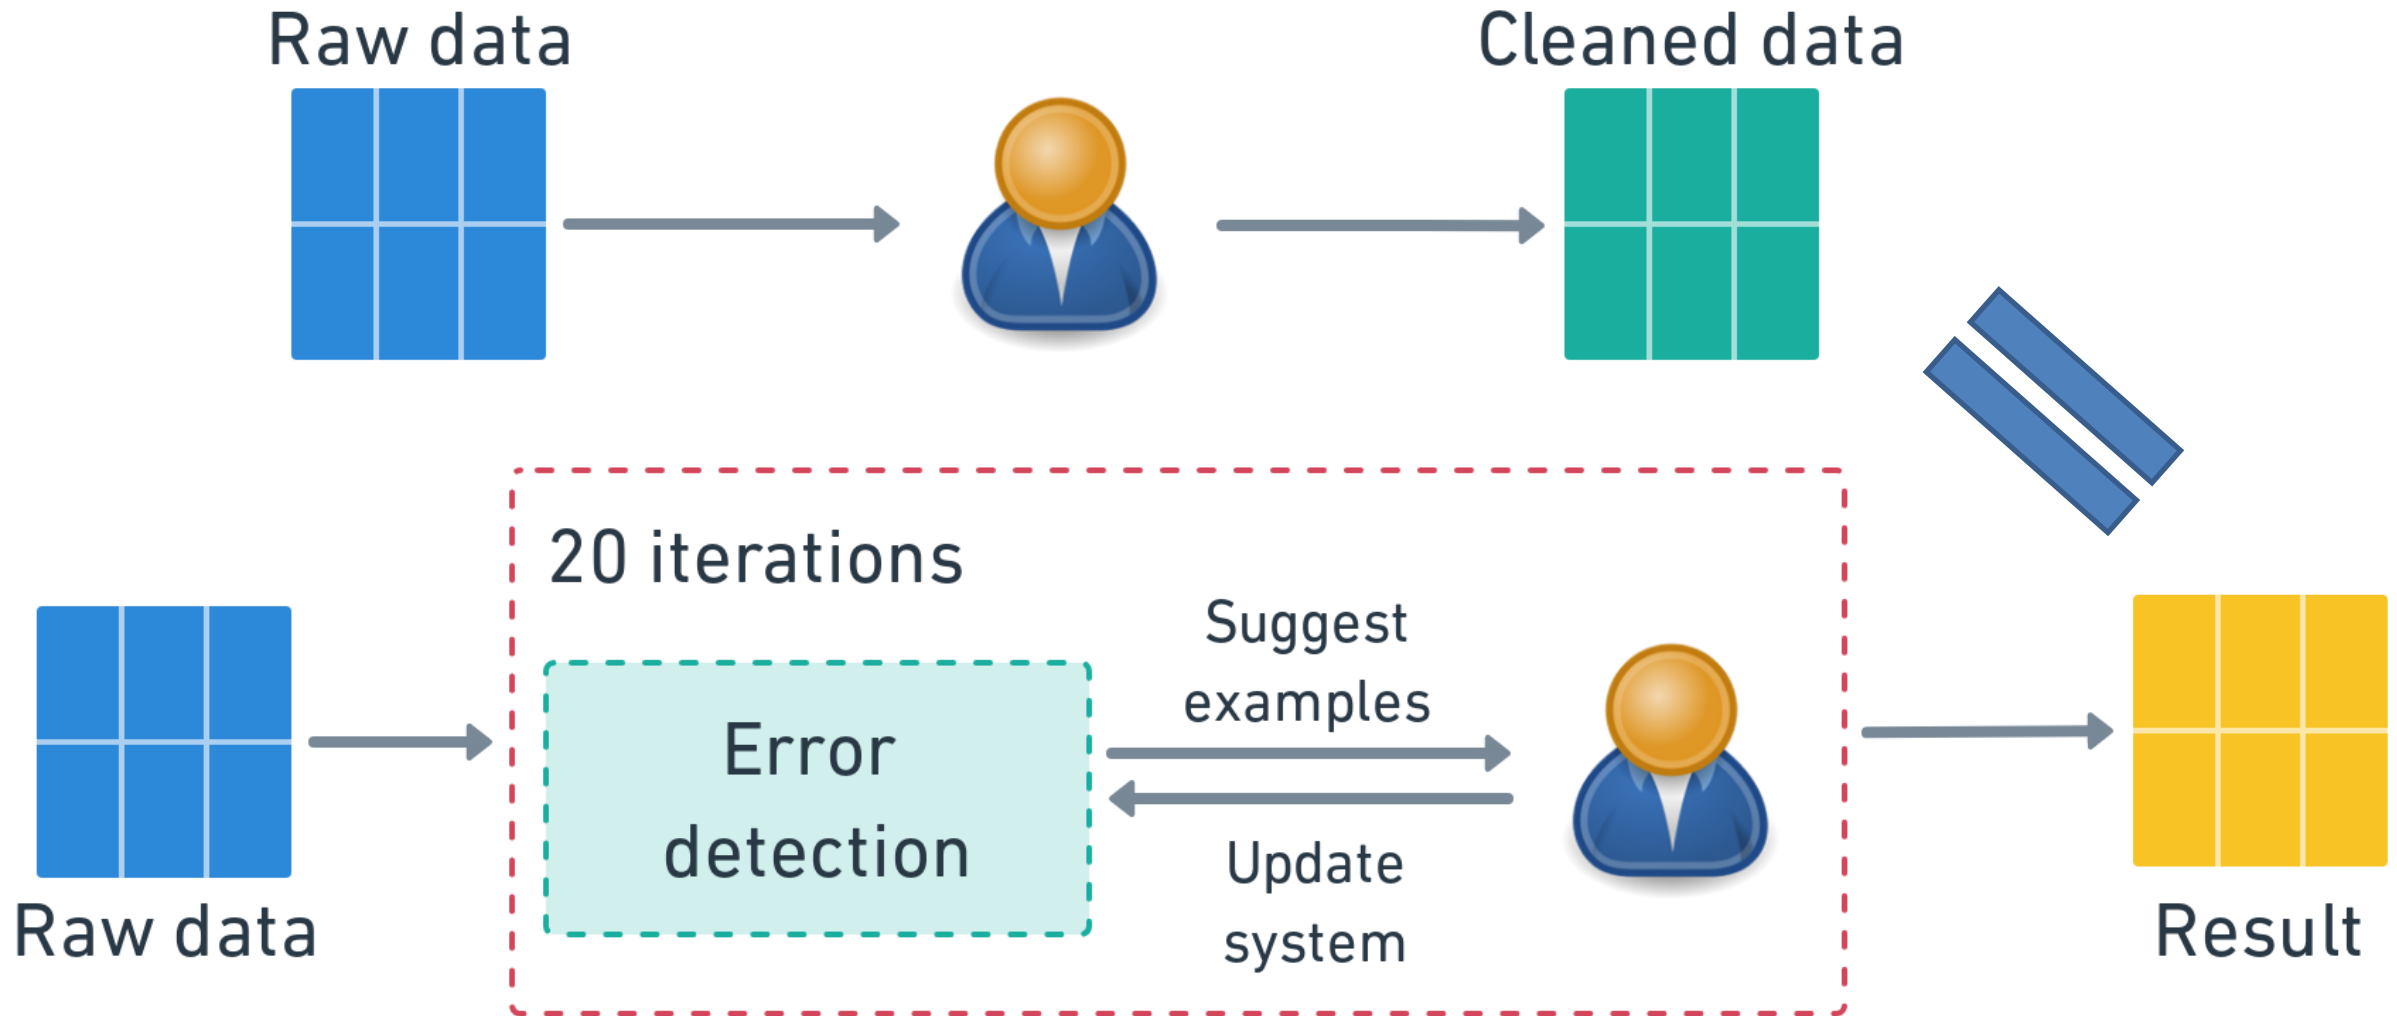 Raw data
Cleaned data
20 iterations
Suggest
examples
Error
detection
Update
system
Raw data
Result